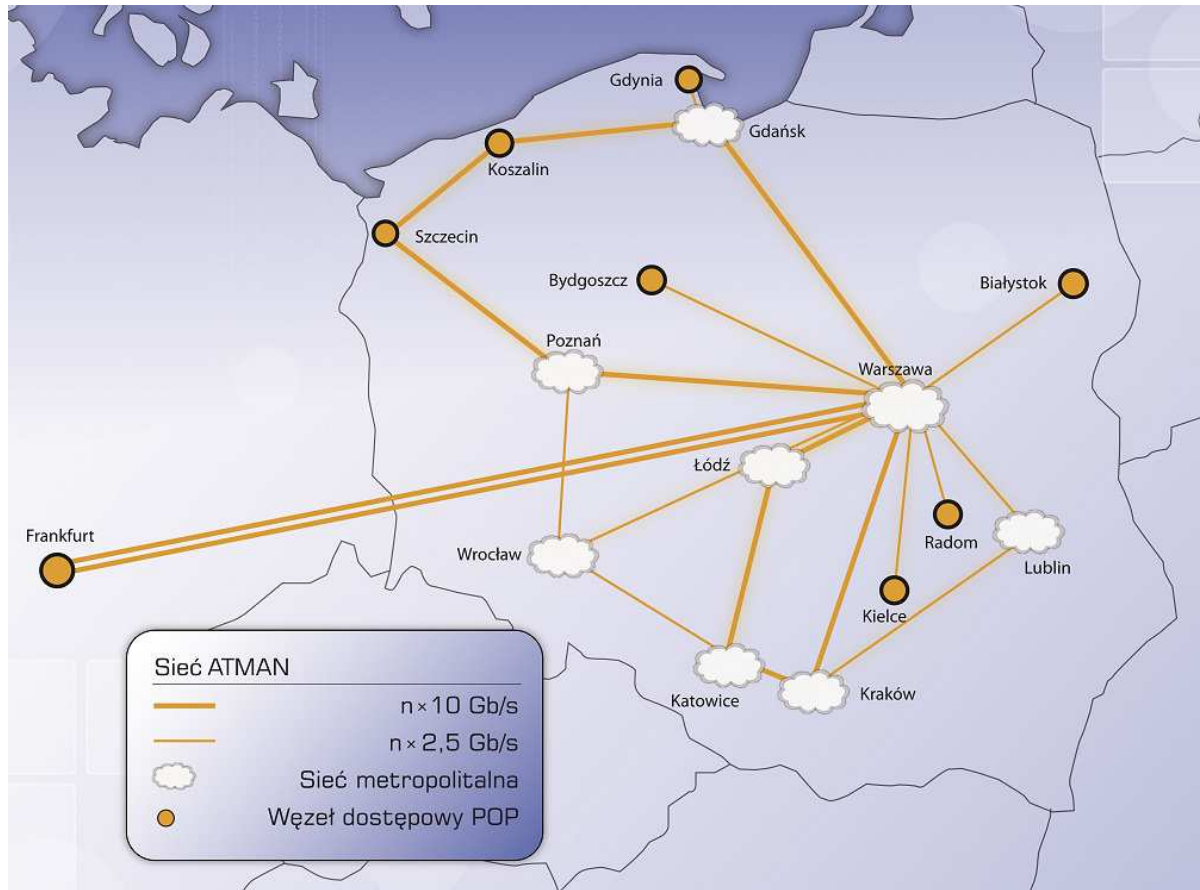 Gdynia
Gdańsk
Koszalin
Szczecin
Bydgoszcz
Białystok
Poznań
Warszawa
Łódź
Frankfurt
Wrocław
Radom
Lublin
Kielce
Katowice
Kraków
Sieć ATMAN
n × 10 Gb/s
n × 2,5 Gb/s
Sieć metropolitalna
Węzeł dostępowy POP